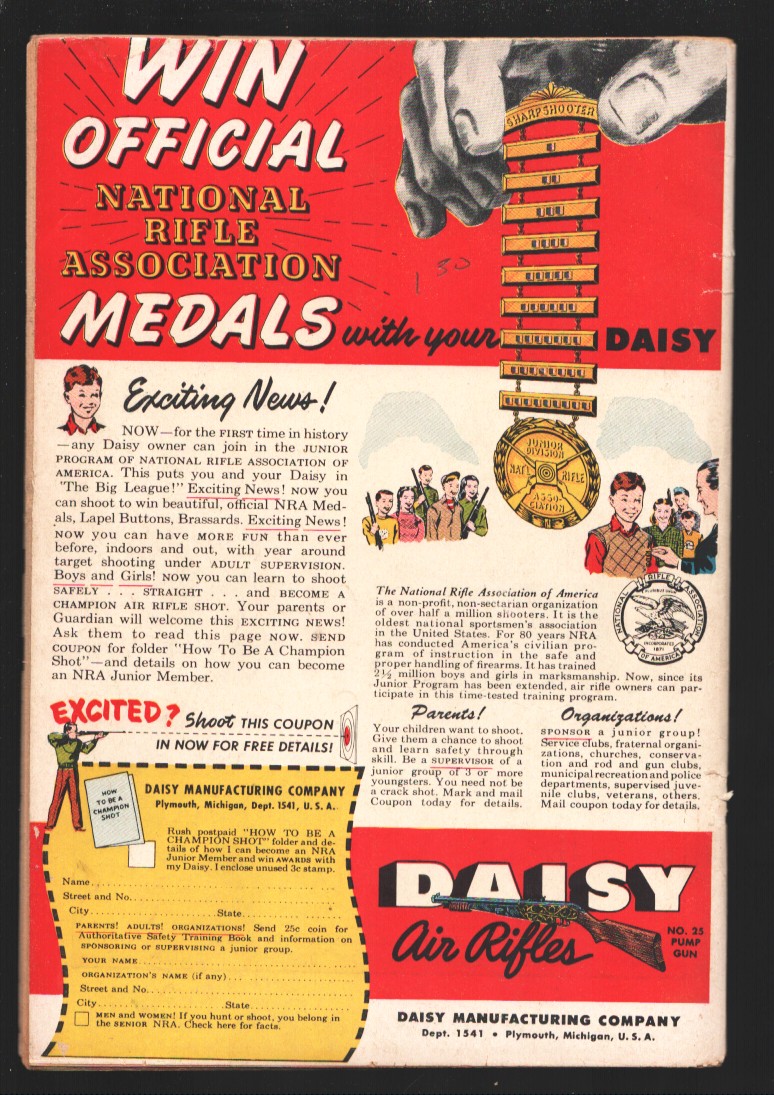 WIN
OFFICIAL
NATIONAL
RIFLE
ASSOCIATION
MEDALS with your DAISY
SHARPSHOOTER
JUNIOR
DIVISION
NAT'L RIFLE
ASSO-
CIATION
1 30
Exciting News!
NOW—for the FIRST time in history
—any Daisy owner can join in the JUNIOR
PROGRAM OF NATIONAL RIFLE ASSOCIATION OF
AMERICA. This puts you and your Daisy in
"The Big League!" Exciting News! NOW you
can shoot to win beautiful, official NRA Med-
als, Lapel Buttons, Brassards. Exciting News!
NOW you can have MORE FUN than ever
before, indoors and out, with year around
target shooting under ADULT SUPERVISION.
Boys and Girls! NOW you can learn to shoot
SAFELY . . . STRAIGHT . . . and BECOME A
CHAMPION AIR RIFLE SHOT. Your parents or
Guardian will welcome this EXCITING NEWS!
Ask them to read this page NOW. SEND
COUPON for folder "How To Be A Champion
Shot"—and details on how you can become
an NRA Junior Member.
The National Rifle Association of America
is a non-profit, non-sectarian organization
of over half a million shooters. It is the
oldest national sportsmen's association
in the United States. For 80 years NRA
has conducted America's civilian pro-
gram of instruction in the safe and
proper handling of firearms. It has trained
2½ million boys and girls in marksmanship. Now, since its
Junior Program has been extended, air rifle owners can par-
ticipate in this time-tested training program.
NATIONAL RIFLE ASSOCIATION
INCORPORATED
1871
OF AMERICA
Parents!
Your children want to shoot.
Give them a chance to shoot
and learn safety through
skill. Be a SUPERVISOR of a
junior group of 3 or more
youngsters. You need not be
a crack shot. Mark and mail
Coupon today for details.
Organizations!
SPONSOR a junior group!
Service clubs, fraternal organi-
zations, churches, conserva-
tion and rod and gun clubs,
municipal recreation and police
departments, supervised juve-
nile clubs, veterans, others.
Mail coupon today for details.
EXCITED? Shoot THIS COUPON
IN NOW FOR FREE DETAILS!
HOW
TO BE A
CHAMPION
SHOT
DAISY MANUFACTURING COMPANY
Plymouth, Michigan, Dept. 1541, U. S. A.
Rush postpaid "HOW TO BE A
CHAMPION SHOT" folder and de-
tails of how I can become an NRA
Junior Member and win AWARDS with
my Daisy. I enclose unused 3c stamp.
Name
Street and No.
City State
PARENTS! ADULTS! ORGANIZATIONS! Send 25c coin for
Authoritative Safety Training Book and information on
SPONSORING or SUPERVISING a junior group.
YOUR NAME
ORGANIZATION'S NAME (if any)
Street and No.
City State
MEN and WOMEN! If you hunt or shoot, you belong in
the SENIOR NRA. Check here for facts.
DAISY
Air Rifles
NO. 25
PUMP
GUN
DAISY MANUFACTURING COMPANY
Dept. 1541 • Plymouth, Michigan, U. S. A.